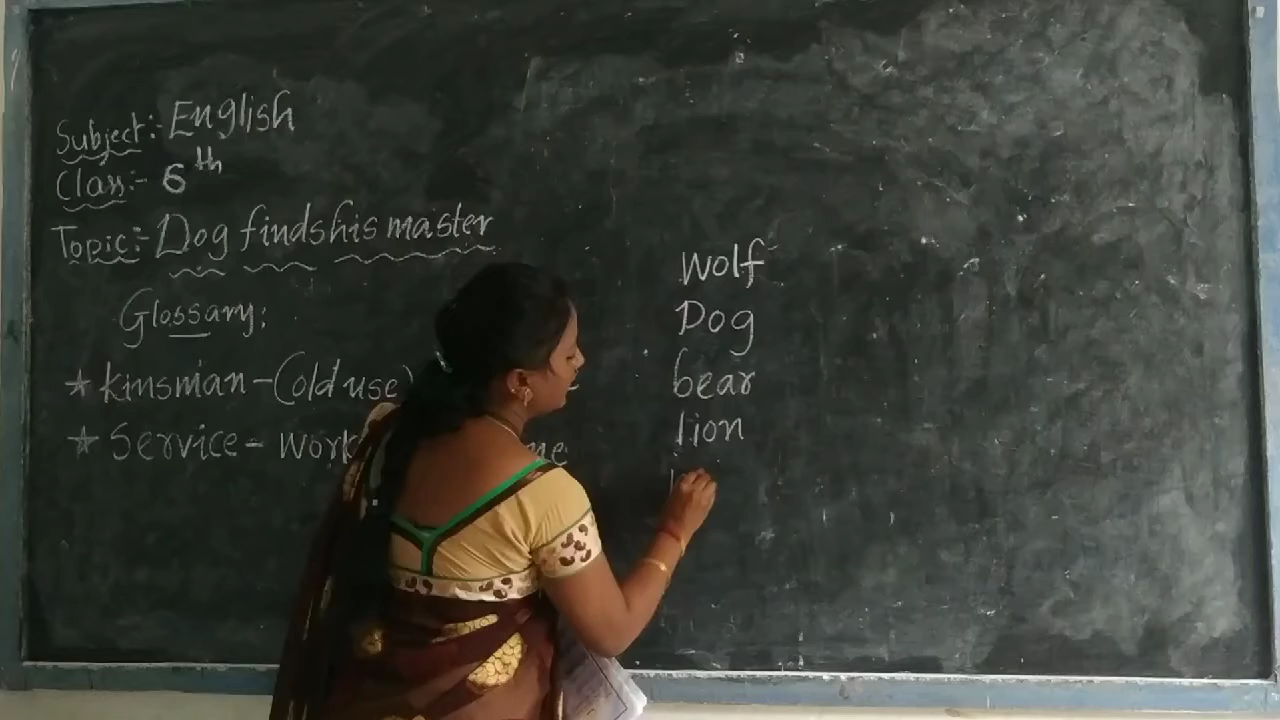 Subject:- English
Class:- 6th
Topic:- Dog finds his master
Glossary:
★ kinsman - (old use)
★ Service - work
Wolf
Dog
bear
lion